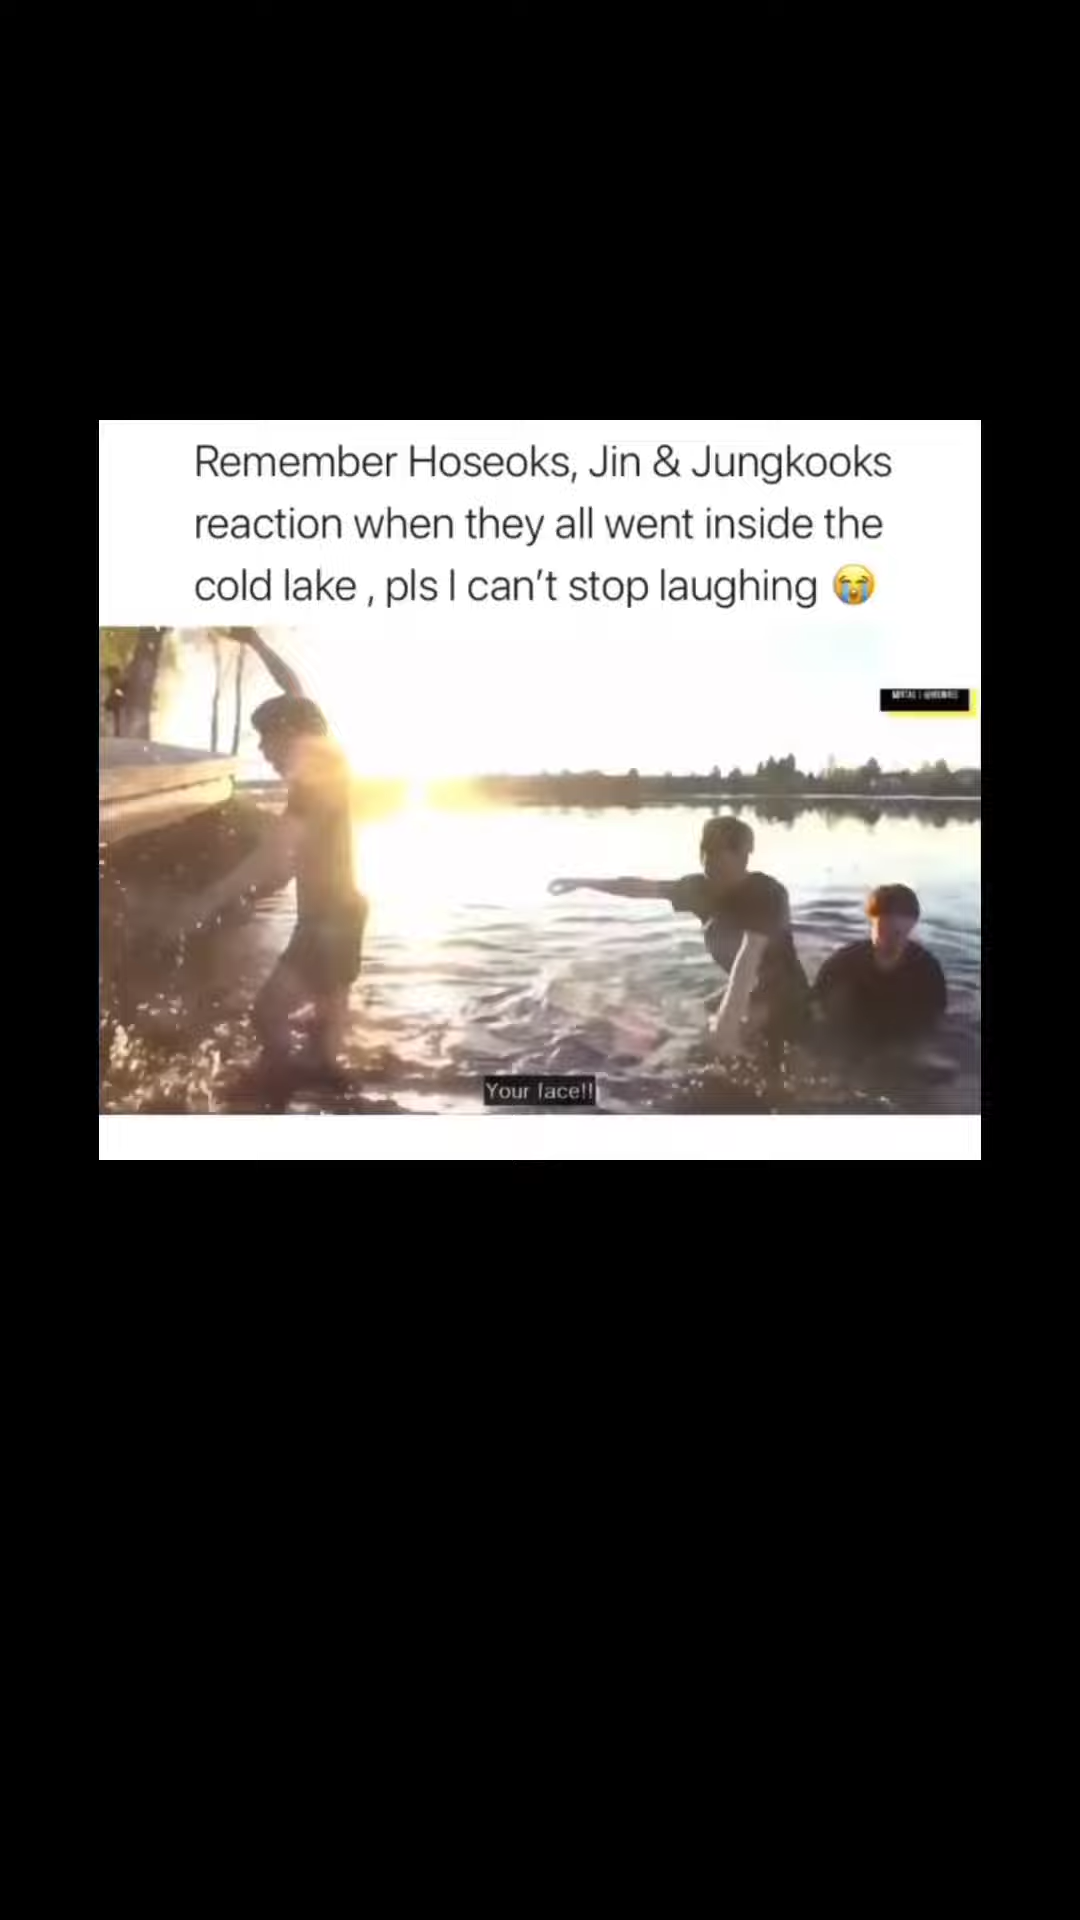 Remember Hoseoks, Jin & Jungkooks
reaction when they all went inside the
cold lake , pls I can't stop laughing 😭
Your face!!